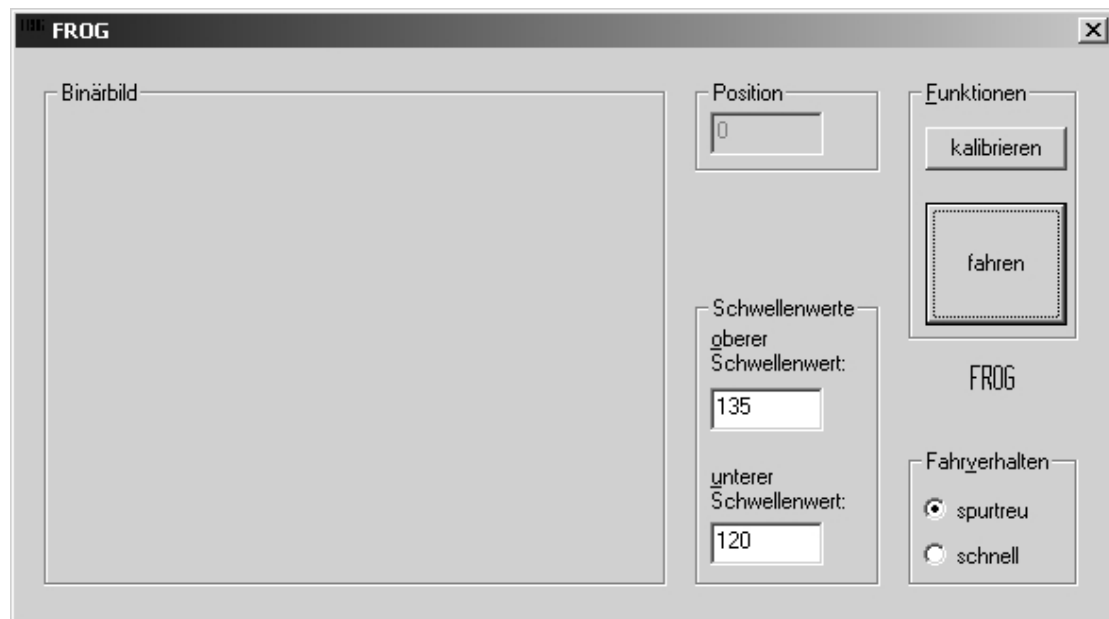 FROG
Binärbild
Position
0
Funktionen
kalibrieren
fahren
Schwellenwerte
oberer
Schwellenwert:
135
unterer
Schwellenwert:
120
FROG
Fahrverhalten
spurtreu
schnell